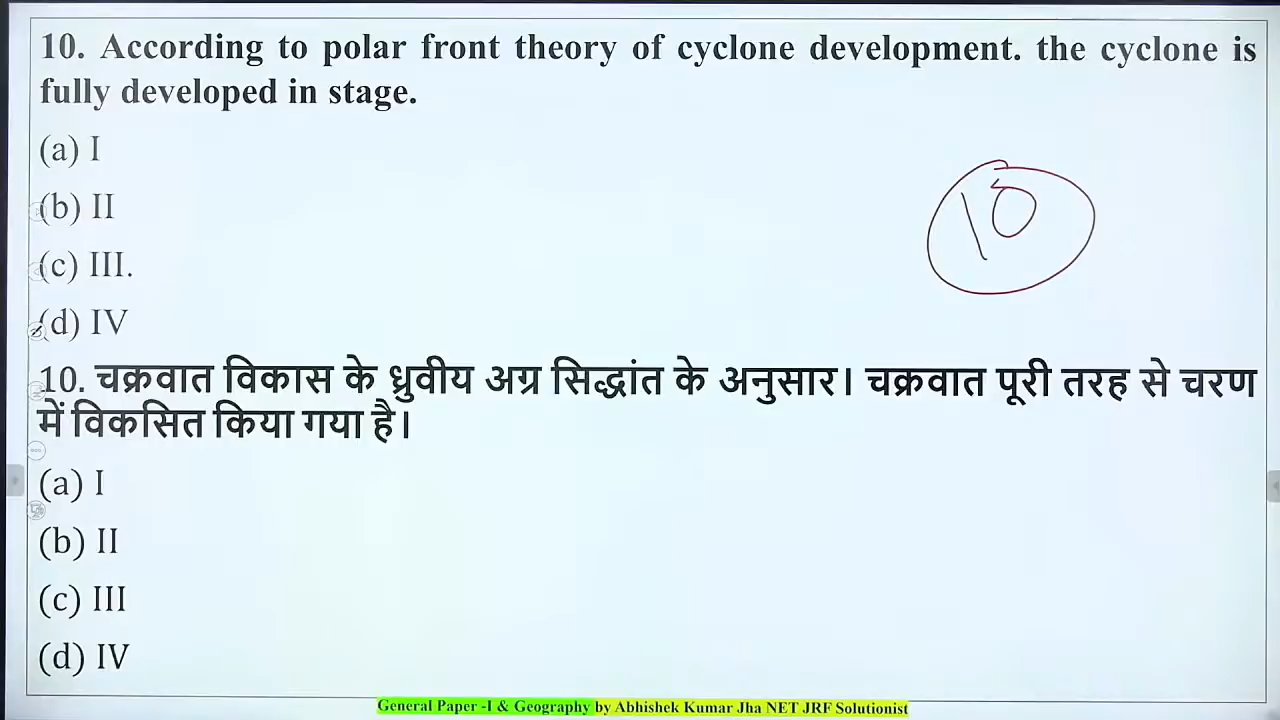 10. According to polar front theory of cyclone development. the cyclone is
fully developed in stage.
(a) I
(b) II
(c) III.
(d) IV
10
10. चक्रवात विकास के ध्रुवीय अग्र सिद्धांत के अनुसार। चक्रवात पूरी तरह से चरण
में विकसित किया गया है।
(a) I
(b) II
(c) III
(d) IV
General Paper -I & Geography by Abhishek Kumar Jha NET JRF Solutionist